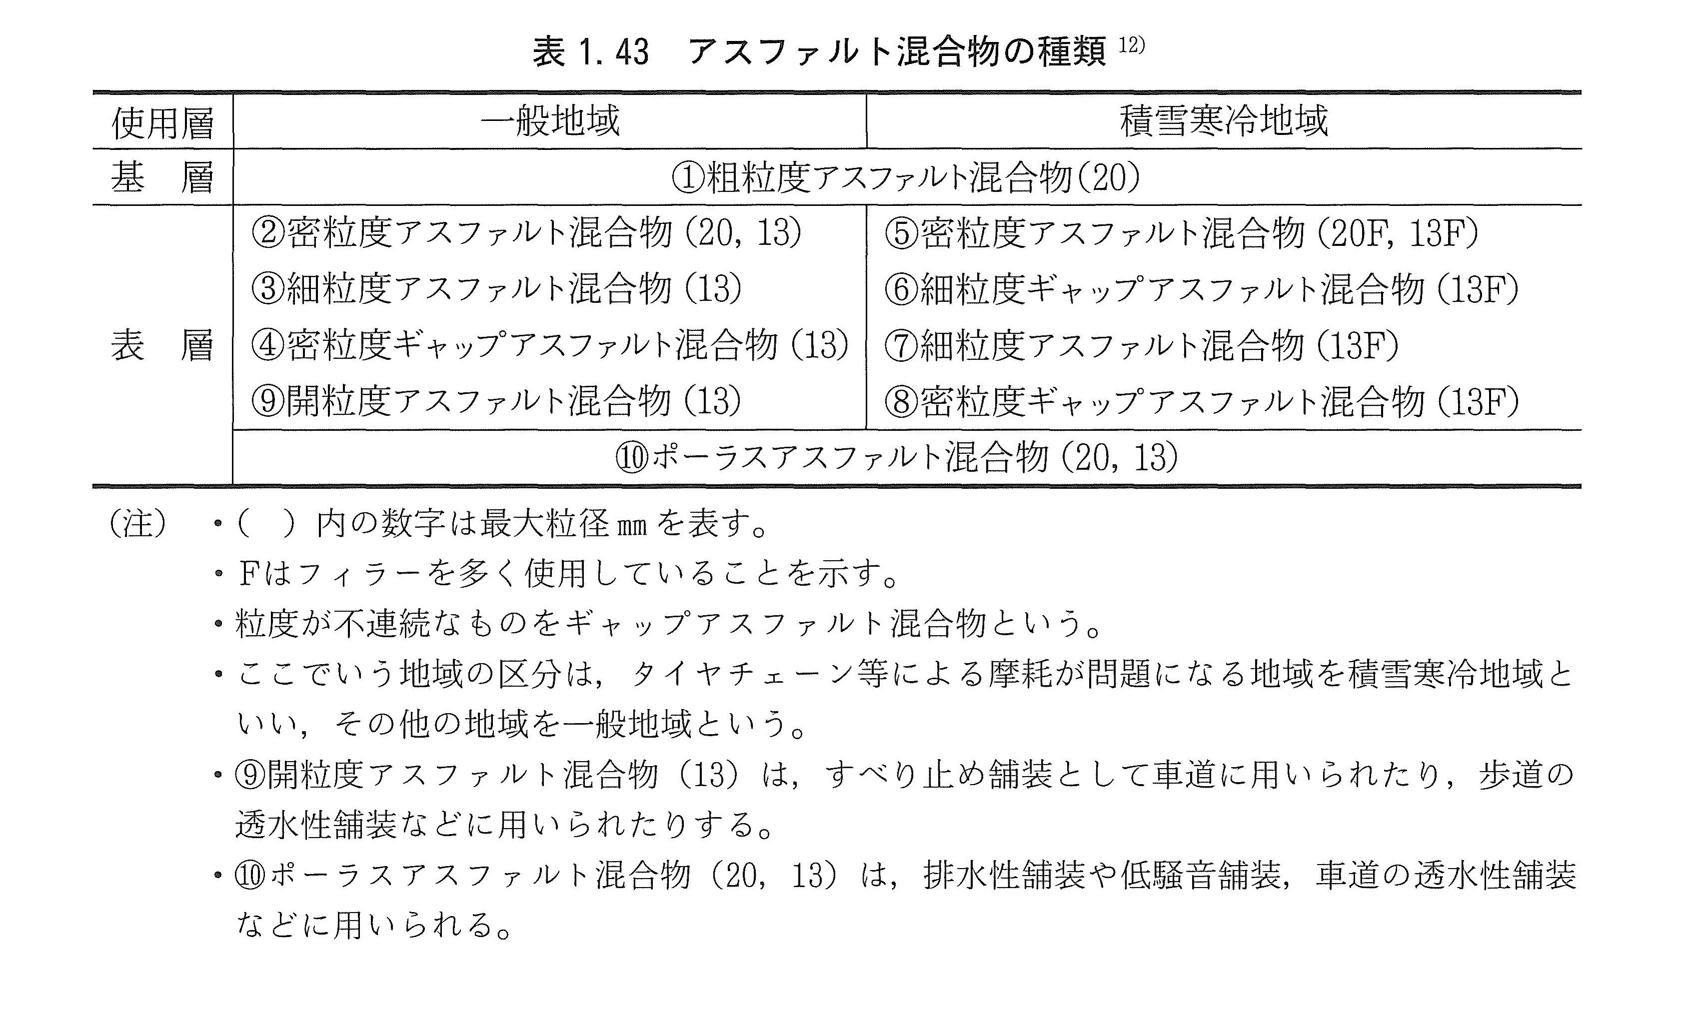 表 1.43　アスファルト混合物の種類 12)
使用層　一般地域　積雪寒冷地域
基　層　①粗粒度アスファルト混合物(20)
②密粒度アスファルト混合物 (20, 13)　⑤密粒度アスファルト混合物 (20F, 13F)
③細粒度アスファルト混合物 (13)　⑥細粒度ギャップアスファルト混合物 (13F)
表　層　④密粒度ギャップアスファルト混合物 (13)　⑦細粒度アスファルト混合物 (13F)
⑨開粒度アスファルト混合物 (13)　⑧密粒度ギャップアスファルト混合物 (13F)
⑩ポーラスアスファルト混合物 (20, 13)
(注)　・(　) 内の数字は最大粒径㎜を表す。
・Fはフィラーを多く使用していることを示す。
・粒度が不連続なものをギャップアスファルト混合物という。
・ここでいう地域の区分は，タイヤチェーン等による摩耗が問題になる地域を積雪寒冷地域と
いい，その他の地域を一般地域という。
・⑨開粒度アスファルト混合物 (13) は，すべり止め舗装として車道に用いられたり，歩道の
透水性舗装などに用いられたりする。
・⑩ポーラスアスファルト混合物 (20, 13) は，排水性舗装や低騒音舗装，車道の透水性舗装
などに用いられる。